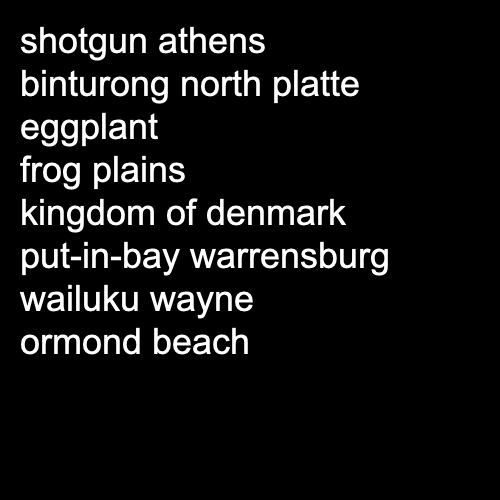 shotgun athens
binturong north platte
eggplant
frog plains
kingdom of denmark
put-in-bay warrensburg
wailuku wayne
ormond beach